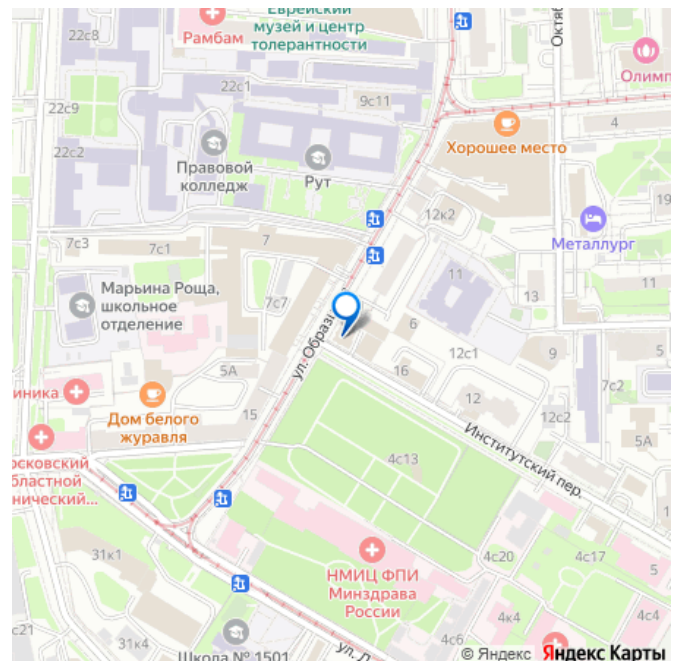 Еврейский
музей и центр
толерантности
Рамбам
22с8
22с1
9с11
22с9
22с2
Октяб
Олимп
4
Хорошее место
Правовой
колледж
Рут
12к2
19
Металлург
7с3
7с1
7
11
11
13
Марьина Роща,
школьное
отделение
7с7
ул. Образ
6
12с1
9
7с2
5А
16
иника
Дом белого
журавля
15
12
12с2
5А
Институтский пер.
осковский
бластной
нический...
4с13
31к1
НМИЦ ФПИ
Минздрава
России
4с20
4с17
5
4к4
4с4
с21
31к4
Школа № 1501
ул. Д
4с6
© Яндекс Яндекс Карты